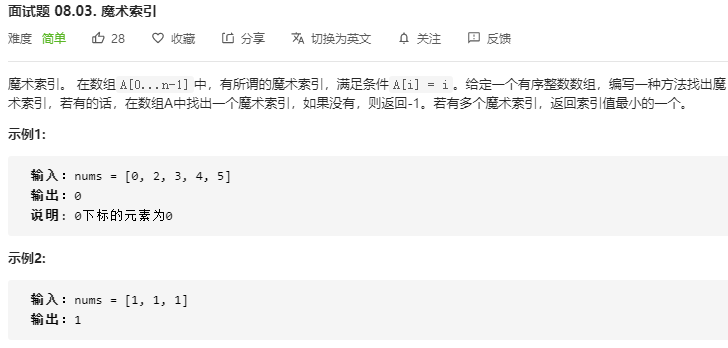 面试题 08.03. 魔术索引
难度 简单 28 收藏 分享 切换为英文 关注 反馈
魔术索引。 在数组A[0...n-1]中，有所谓的魔术索引，满足条件A[i] = i。给定一个有序整数数组，编写一种方法找出魔
术索引，若有的话，在数组A中找出一个魔术索引，如果没有，则返回-1。若有多个魔术索引，返回索引值最小的一个。
示例1:
输入：nums = [0, 2, 3, 4, 5]
输出：0
说明：0下标的元素为0
示例2:
输入：nums = [1, 1, 1]
输出：1